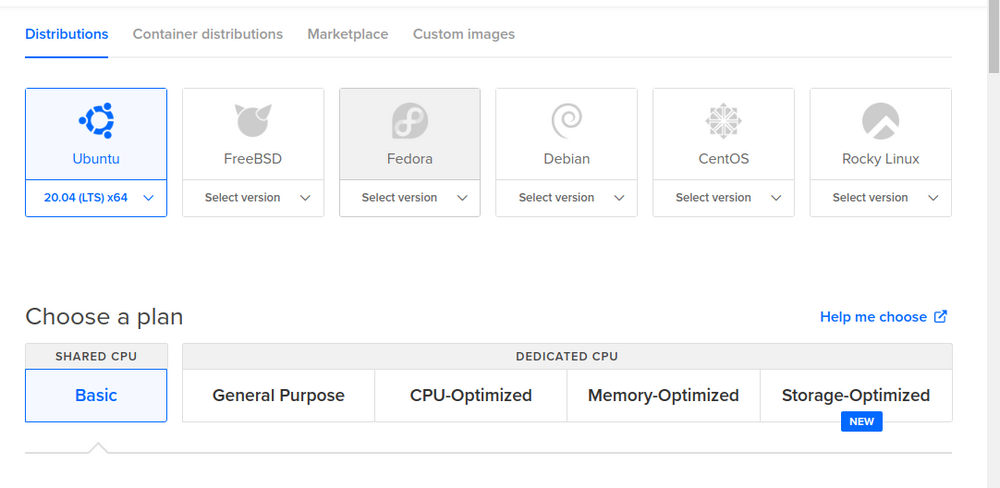 Distributions Container distributions Marketplace Custom images
Ubuntu FreeBSD Fedora Debian CentOS Rocky Linux
20.04 (LTS) x64 Select version Select version Select version Select version Select version
Choose a plan Help me choose
SHARED CPU DEDICATED CPU
Basic General Purpose CPU-Optimized Memory-Optimized Storage-Optimized
NEW